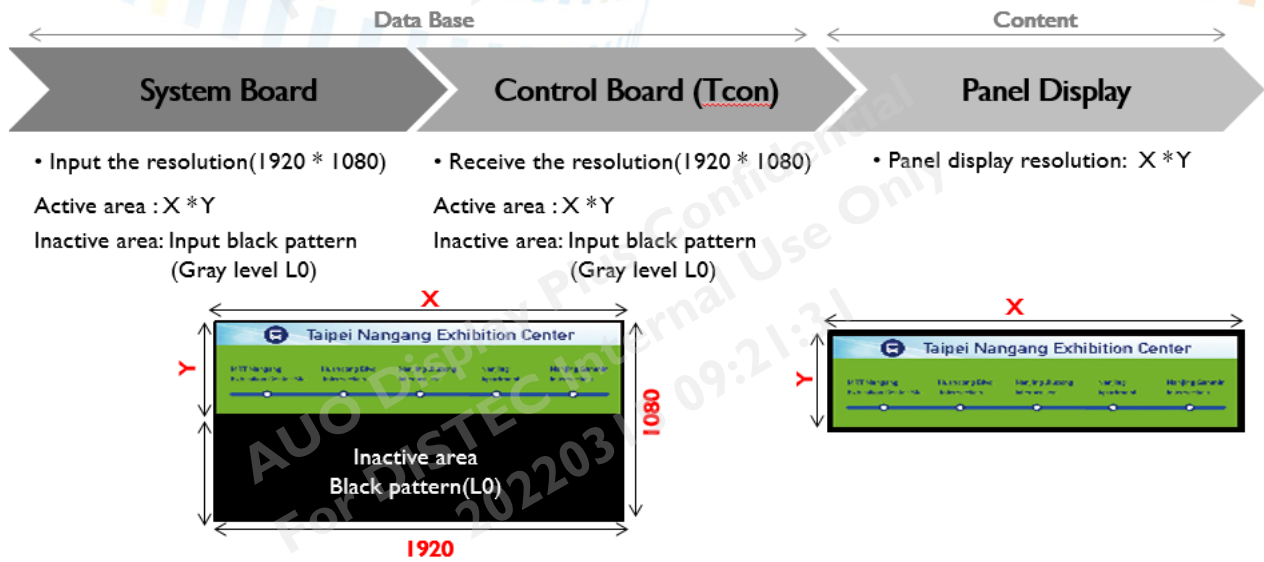 Data Base
Content
System Board
Control Board (Tcon)
Panel Display
• Input the resolution(1920 * 1080)
Active area : X * Y
Inactive area: Input black pattern
(Gray level L0)
• Receive the resolution(1920 * 1080)
Active area : X * Y
Inactive area: Input black pattern
(Gray level L0)
• Panel display resolution: X * Y
X
Y
Taipei Nangang Exhibition Center
1080
Inactive area
Black pattern(L0)
1920
X
Y
Taipei Nangang Exhibition Center
AUO Display Plus Confidential
For DISTEC Internal Use Only
09:21:31